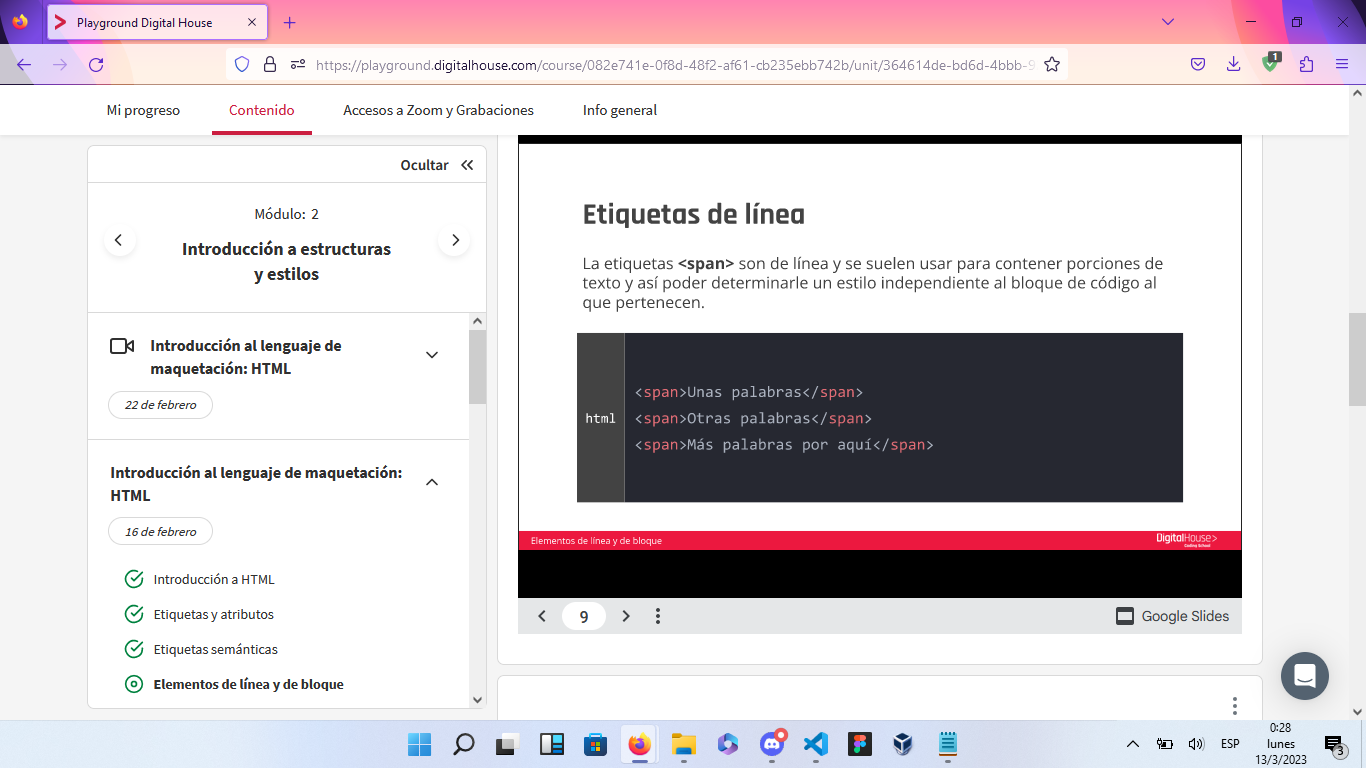 Playground Digital House
https://playground.digitalhouse.com/course/082e741e-0f8d-48f2-af61-cb235ebb742b/unit/364614de-bd6d-4bbb-9
1
Mi progreso
Contenido
Accesos a Zoom y Grabaciones
Info general
Ocultar
Módulo: 2
Introducción a estructuras
y estilos
Introducción al lenguaje de
maquetación: HTML
22 de febrero
Introducción al lenguaje de maquetación:
HTML
16 de febrero
Introducción a HTML
Etiquetas y atributos
Etiquetas semánticas
Elementos de línea y de bloque
Etiquetas de línea
La etiquetas <span> son de línea y se suelen usar para contener porciones de
texto y así poder determinarle un estilo independiente al bloque de código al
que pertenecen.
html
<span>Unas palabras</span>
<span>Otras palabras</span>
<span>Más palabras por aquí</span>
Elementos de línea y de bloque
DigitalHouse>
Coding School
9
Google Slides
ESP
0:28
lunes
13/3/2023
3